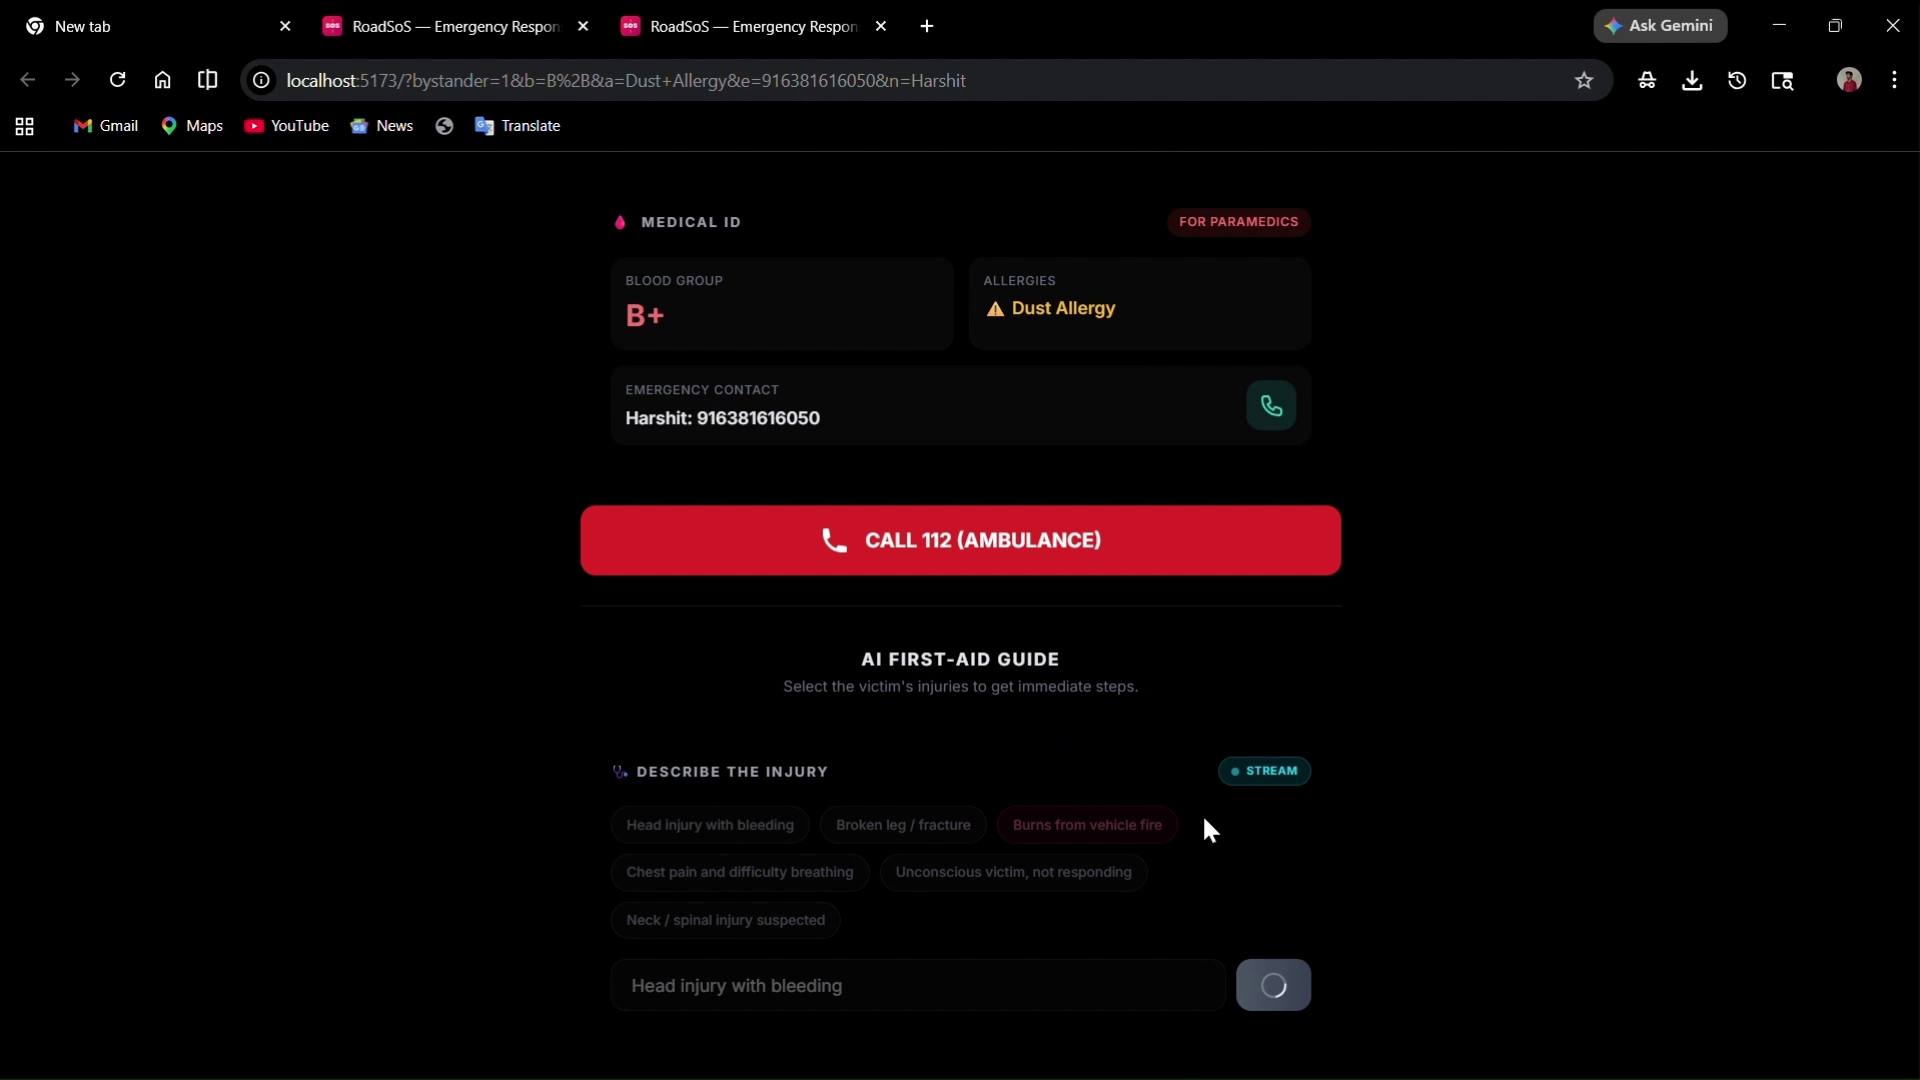 New tab
RoadSoS — Emergency Respon
RoadSoS — Emergency Respon
Ask Gemini
localhost:5173/?bystander=1&b=B%2B&a=Dust+Allergy&e=916381616050&n=Harshit
Gmail
Maps
YouTube
News
Translate
MEDICAL ID
FOR PARAMEDICS
BLOOD GROUP
B+
ALLERGIES
Dust Allergy
EMERGENCY CONTACT
Harshit: 916381616050
CALL 112 (AMBULANCE)
AI FIRST-AID GUIDE
Select the victim's injuries to get immediate steps.
DESCRIBE THE INJURY
STREAM
Head injury with bleeding
Broken leg / fracture
Burns from vehicle fire
Chest pain and difficulty breathing
Unconscious victim, not responding
Neck / spinal injury suspected
Head injury with bleeding